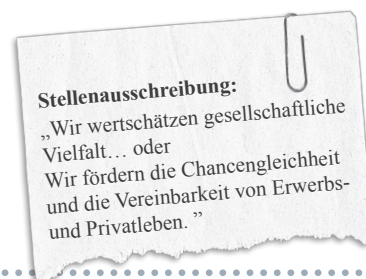 Stellenausschreibung:
„Wir wertschätzen gesellschaftliche
Vielfalt… oder
Wir fördern die Chancengleichheit
und die Vereinbarkeit von Erwerbs-
und Privatleben. ”